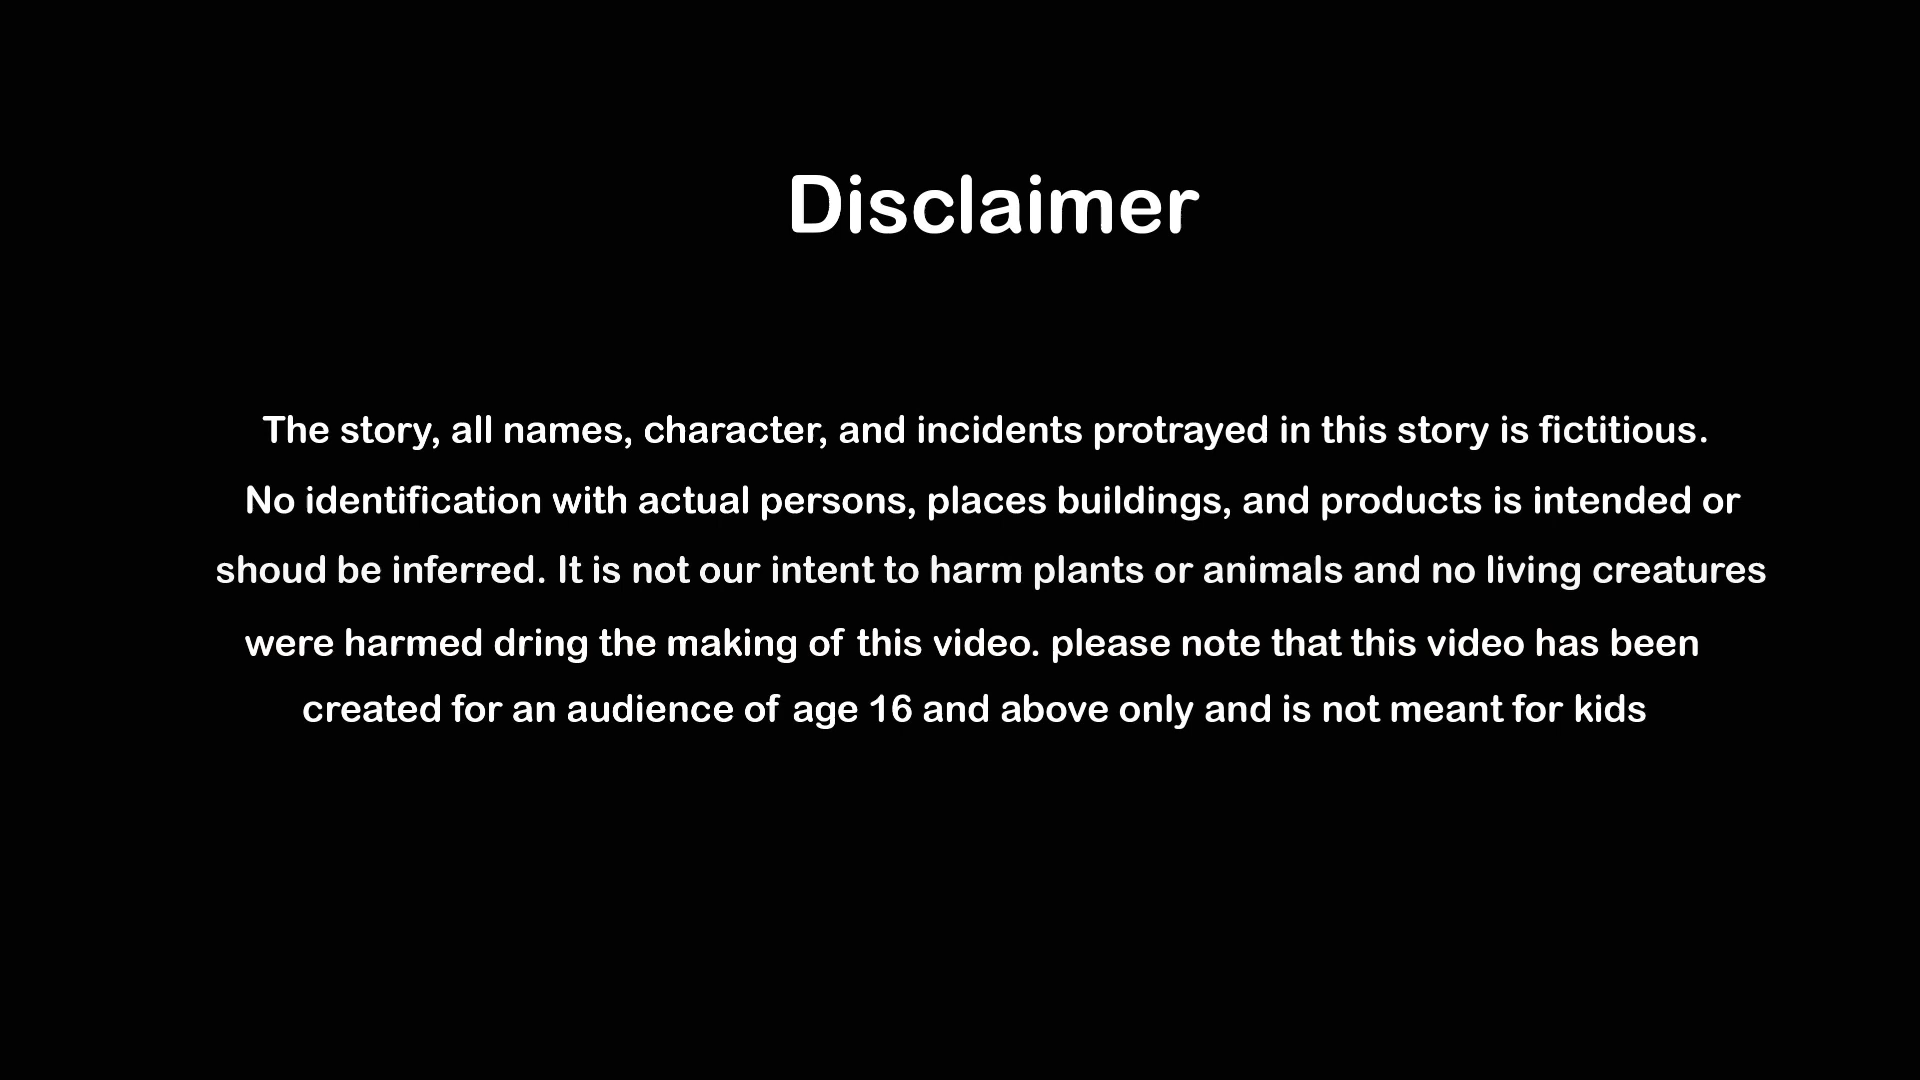 Disclaimer
The story, all names, character, and incidents protrayed in this story is fictitious.
No identification with actual persons, places buildings, and products is intended or
shoud be inferred. It is not our intent to harm plants or animals and no living creatures
were harmed dring the making of this video. please note that this video has been
created for an audience of age 16 and above only and is not meant for kids